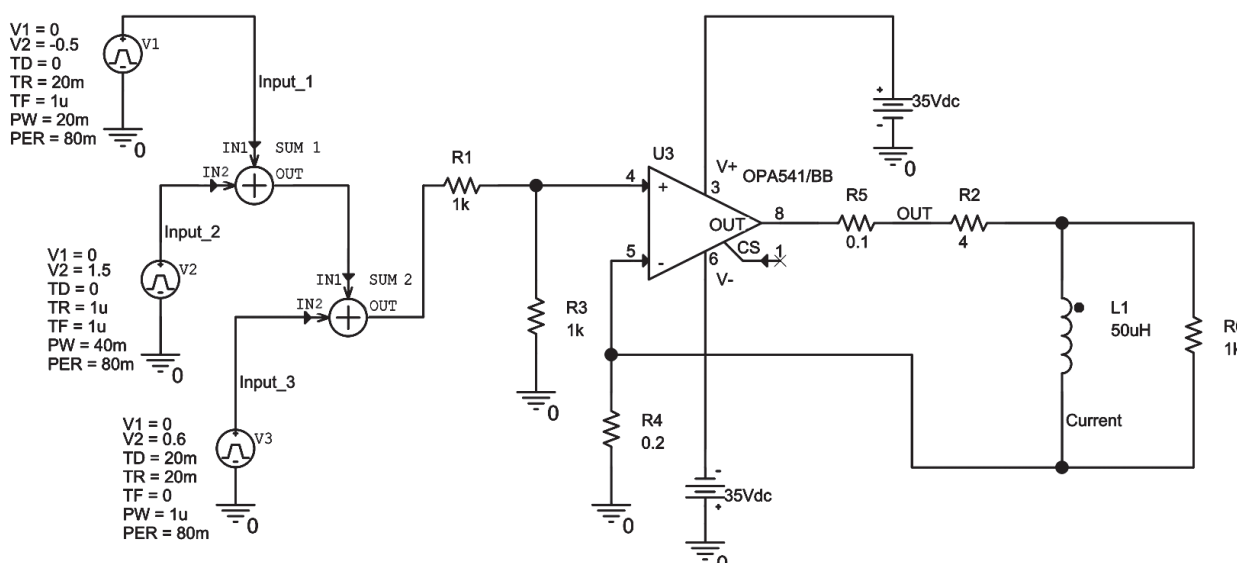 V1 = 0
V2 = -0.5
TD = 0
TR = 20m
TF = 1u
PW = 20m
PER = 80m
V1
0
Input_1
IN1
SUM 1
IN2
OUT
Input_2
V1 = 0
V2 = 1.5
TD = 0
TR = 1u
TF = 1u
PW = 40m
PER = 80m
V2
0
IN1
SUM 2
IN2
OUT
Input_3
V1 = 0
V2 = 0.6
TD = 20m
TR = 20m
TF = 0
PW = 1u
PER = 80m
V3
0
R1
1k
R3
1k
0
U3
V+
OPA541/BB
3
4
+
OUT
8
CS
1
5
-
6
V-
+
35Vdc
-
0
R5
0.1
OUT
R2
4
L1
50uH
Current
R4
0.2
0
-
35Vdc
+
0